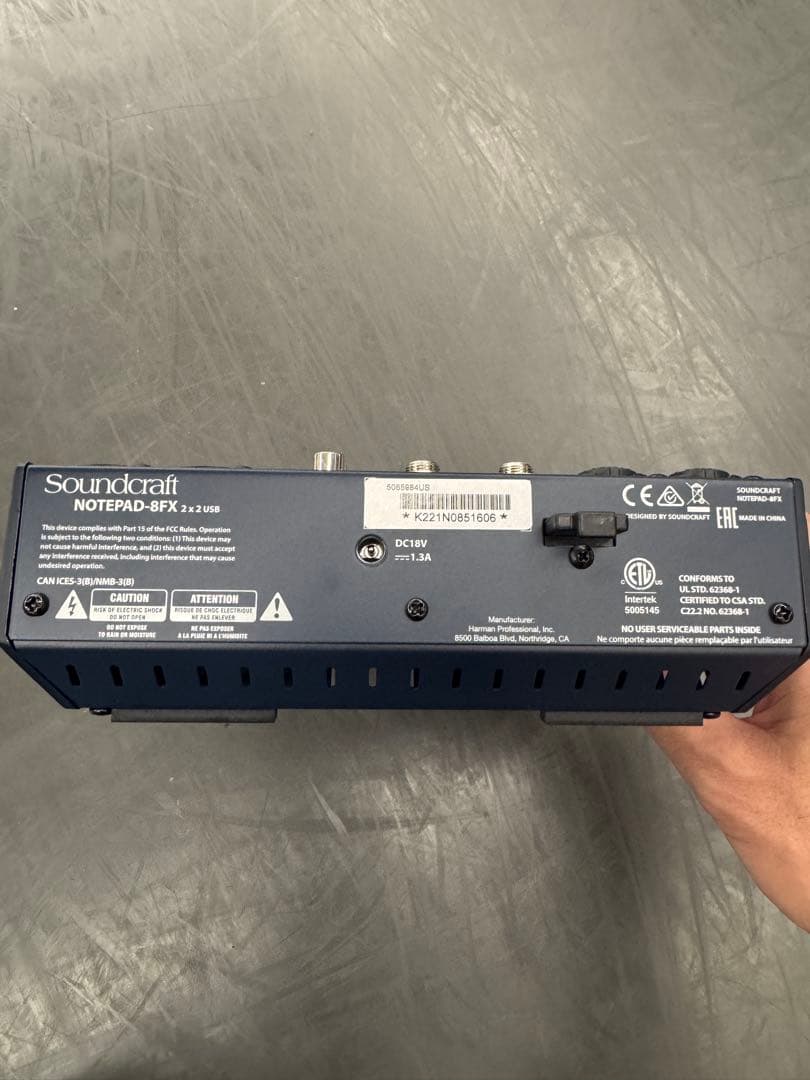 Soundcraft
NOTEPAD-8FX 2 x 2 USB
This device complies with Part 15 of the FCC Rules. Operation
is subject to the following two conditions: (1) This device may
not cause harmful interference, and (2) this device must accept
any interference received, including interference that may cause
undesired operation.
CAN ICES-3(B)/NMB-3(B)
CAUTION
RISK OF ELECTRIC SHOCK
DO NOT OPEN
DO NOT EXPOSE
TO RAIN OR MOISTURE
ATTENTION
RISQUE DE CHOC ELECTRIQUE
NE PAS ENLEVER
NE PAS EXPOSER
A LA PLUIE NI A L'HUMIDITE
5065984US
* K221N0851606 *
DC18V
1.3A
Manufacturer:
Harman Professional, Inc.
8500 Balboa Blvd, Northridge, CA
CE
SOUNDCRAFT
NOTEPAD-8FX
DESIGNED BY SOUNDCRAFT
EAC
MADE IN CHINA
C ETL US
Intertek
5005145
CONFORMS TO
UL STD. 62368-1
CERTIFIED TO CSA STD.
C22.2 NO. 62368-1
NO USER SERVICEABLE PARTS INSIDE
Ne comporte aucune pièce remplaçable par l'utilisateur